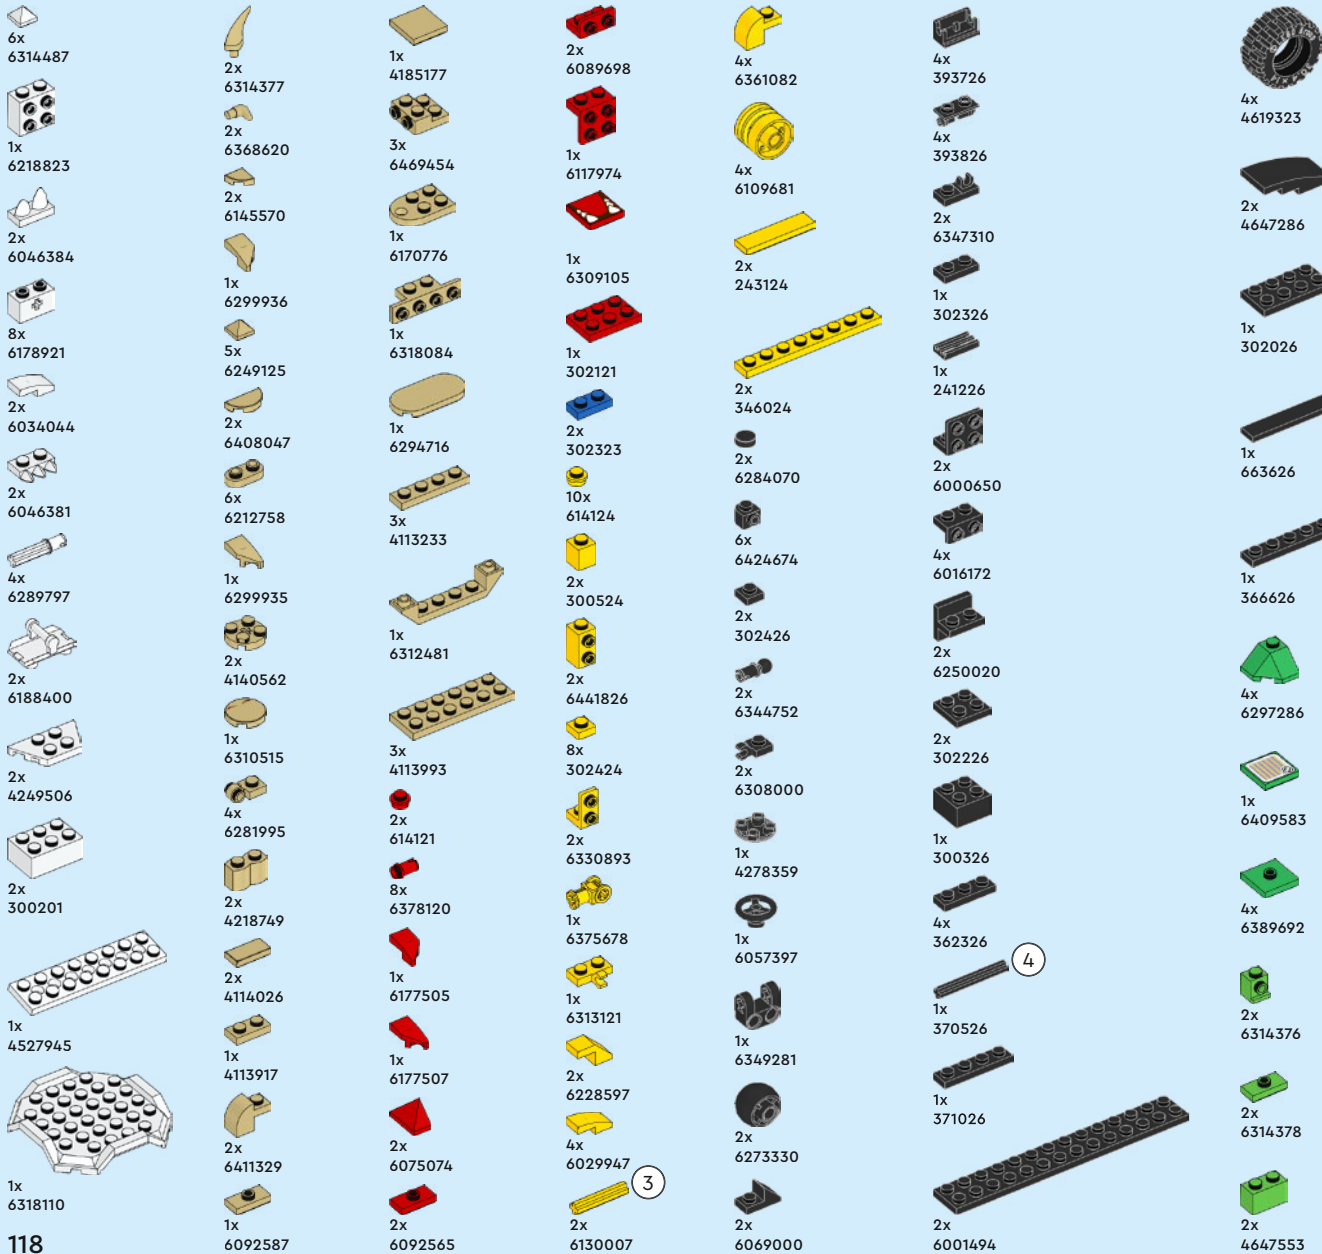 6x
6314487
1x
6218823
2x
6046384
8x
6178921
2x
6034044
2x
6046381
4x
6289797
2x
6188400
2x
4249506
2x
300201
1x
4527945
1x
6318110
118
2x
6314377
2x
6368620
2x
6145570
1x
6299936
5x
6249125
2x
6408047
6x
6212758
1x
6299935
2x
4140562
1x
6310515
4x
6281995
2x
4218749
2x
4114026
1x
4113917
2x
6411329
1x
6092587
1x
4185177
3x
6469454
1x
6170776
1x
6318084
1x
6294716
3x
4113233
1x
6312481
3x
4113993
2x
614121
8x
6378120
1x
6177505
1x
6177507
2x
6075074
2x
6092565
2x
6089698
1x
6117974
1x
6309105
1x
302121
2x
302323
10x
614124
2x
300524
2x
6441826
8x
302424
2x
6330893
1x
6375678
1x
6313121
2x
6228597
4x
6029947
3
2x
6130007
4x
6361082
4x
6109681
2x
243124
2x
346024
2x
6284070
6x
6424674
2x
302426
2x
6344752
2x
6308000
1x
4278359
1x
6057397
1x
6349281
2x
6273330
2x
6069000
4x
393726
4x
393826
2x
6347310
1x
302326
1x
241226
2x
6000650
4x
6016172
2x
6250020
2x
302226
1x
300326
4x
362326
4
1x
370526
1x
371026
2x
6001494
4x
4619323
2x
4647286
1x
302026
1x
663626
1x
366626
4x
6297286
1x
6409583
4x
6389692
2x
6314376
2x
6314378
2x
4647553